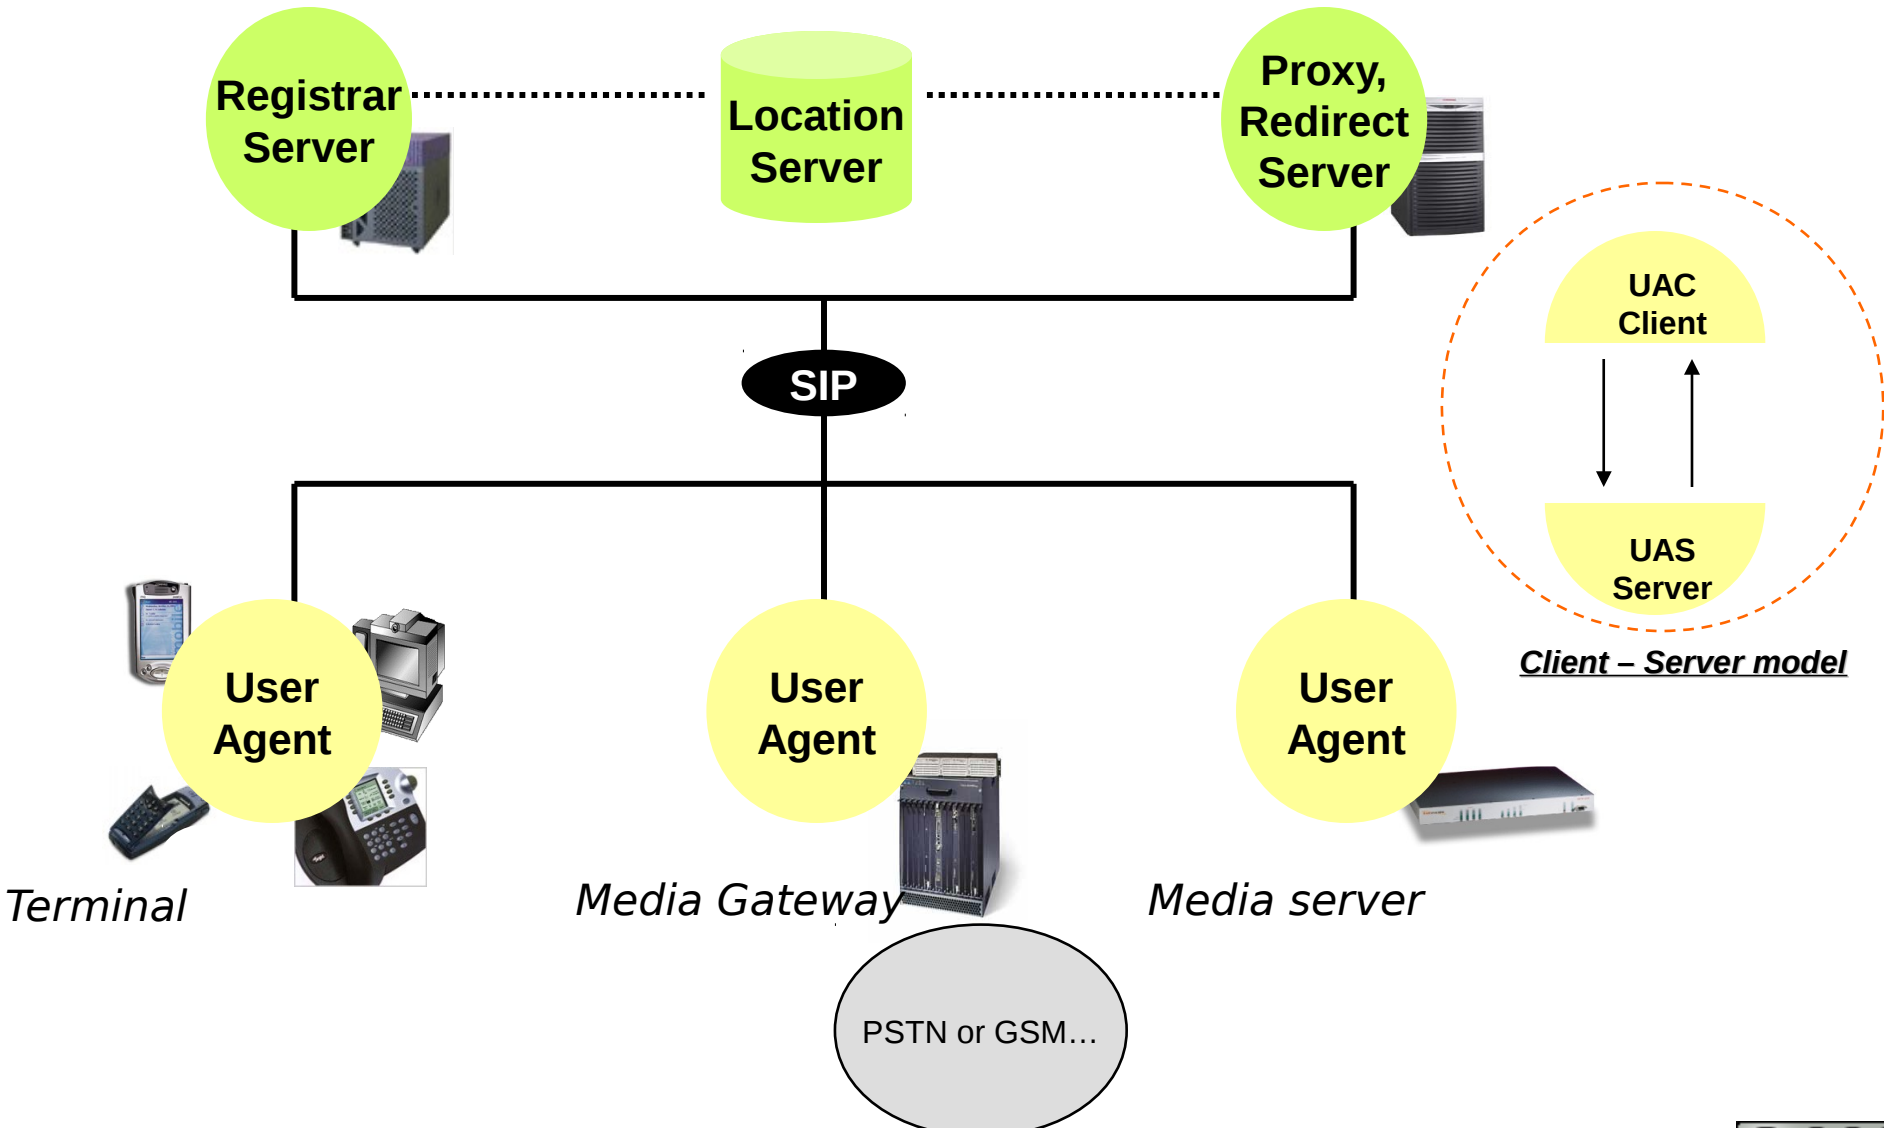 Registrar
Server
Location
Server
Proxy,
Redirect
Server
SIP
UAC
Client
UAS
Server
Client – Server model
User
Agent
User
Agent
User
Agent
Terminal
Media Gateway
Media server
PSTN or GSM…